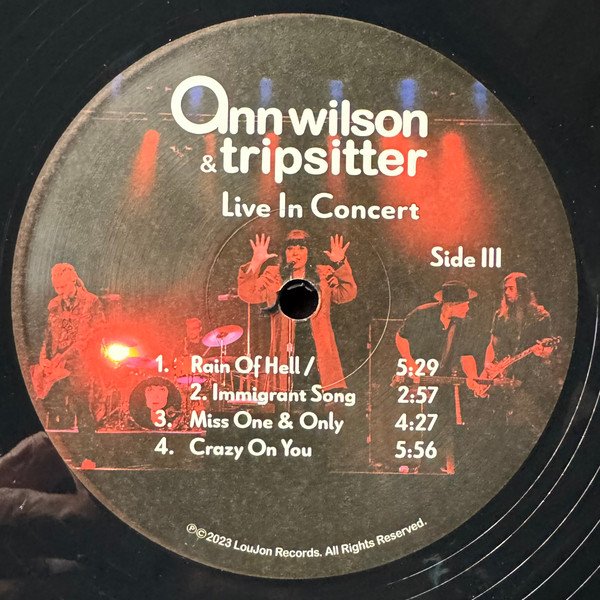 ann wilson
& tripsitter
Live In Concert
Side III
1. Rain Of Hell / 5:29
2. Immigrant Song 2:57
3. Miss One & Only 4:27
4. Crazy On You 5:56
℗©2023 LouJon Records. All Rights Reserved.